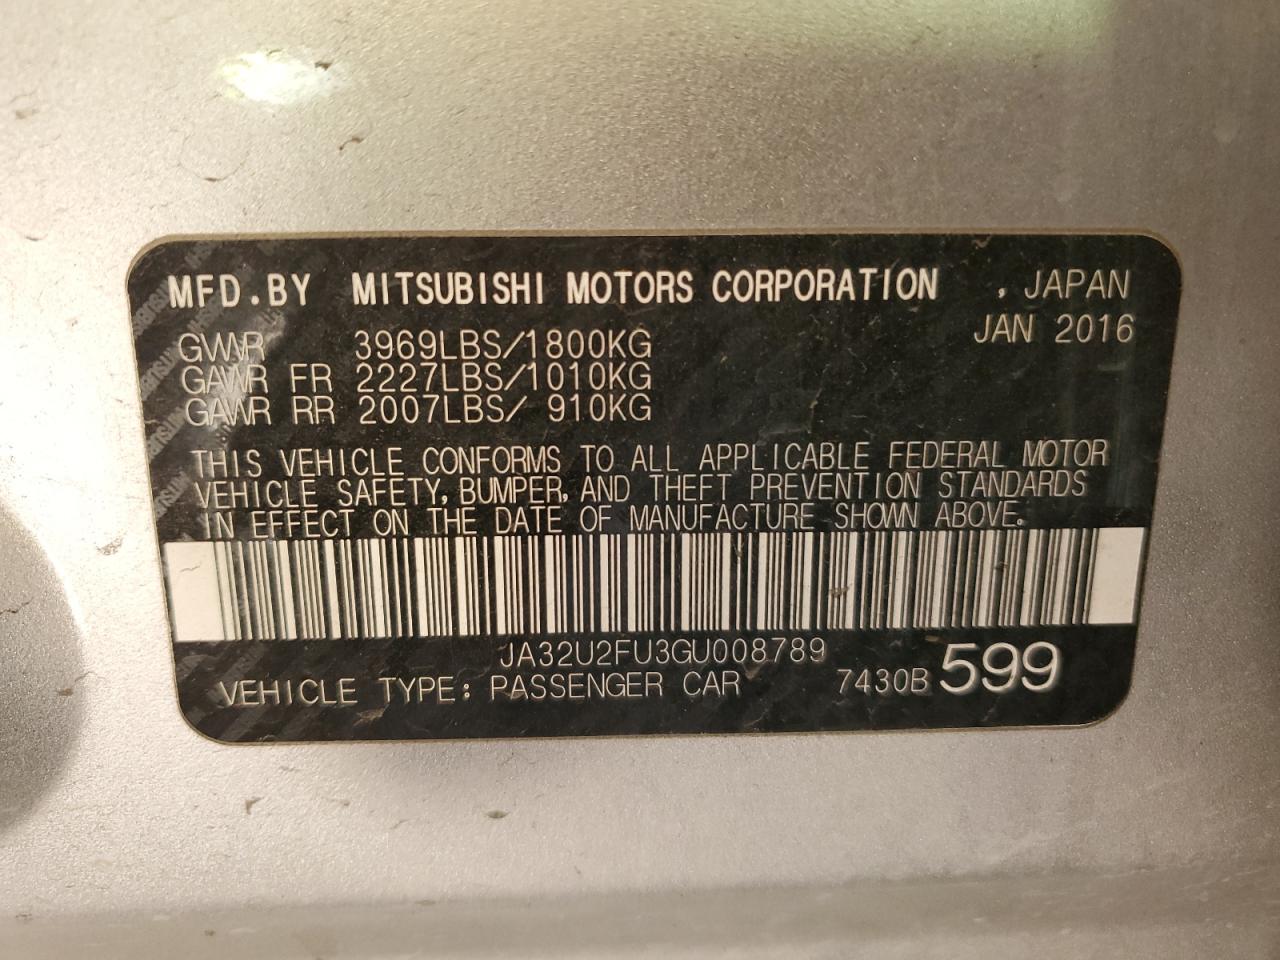 MFD.BY MITSUBISHI MOTORS CORPORATION , JAPAN
JAN 2016
GVWR 3969LBS/1800KG
GAWR FR 2227LBS/1010KG
GAWR RR 2007LBS/ 910KG
THIS VEHICLE CONFORMS TO ALL APPLICABLE FEDERAL MOTOR
VEHICLE SAFETY, BUMPER, AND THEFT PREVENTION STANDARDS
IN EFFECT ON THE DATE OF MANUFACTURE SHOWN ABOVE.
JA32U2FU3GU008789
VEHICLE TYPE: PASSENGER CAR 7430B 599